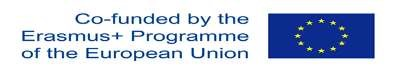 Co-funded by the
Erasmus+ Programme
of the European Union